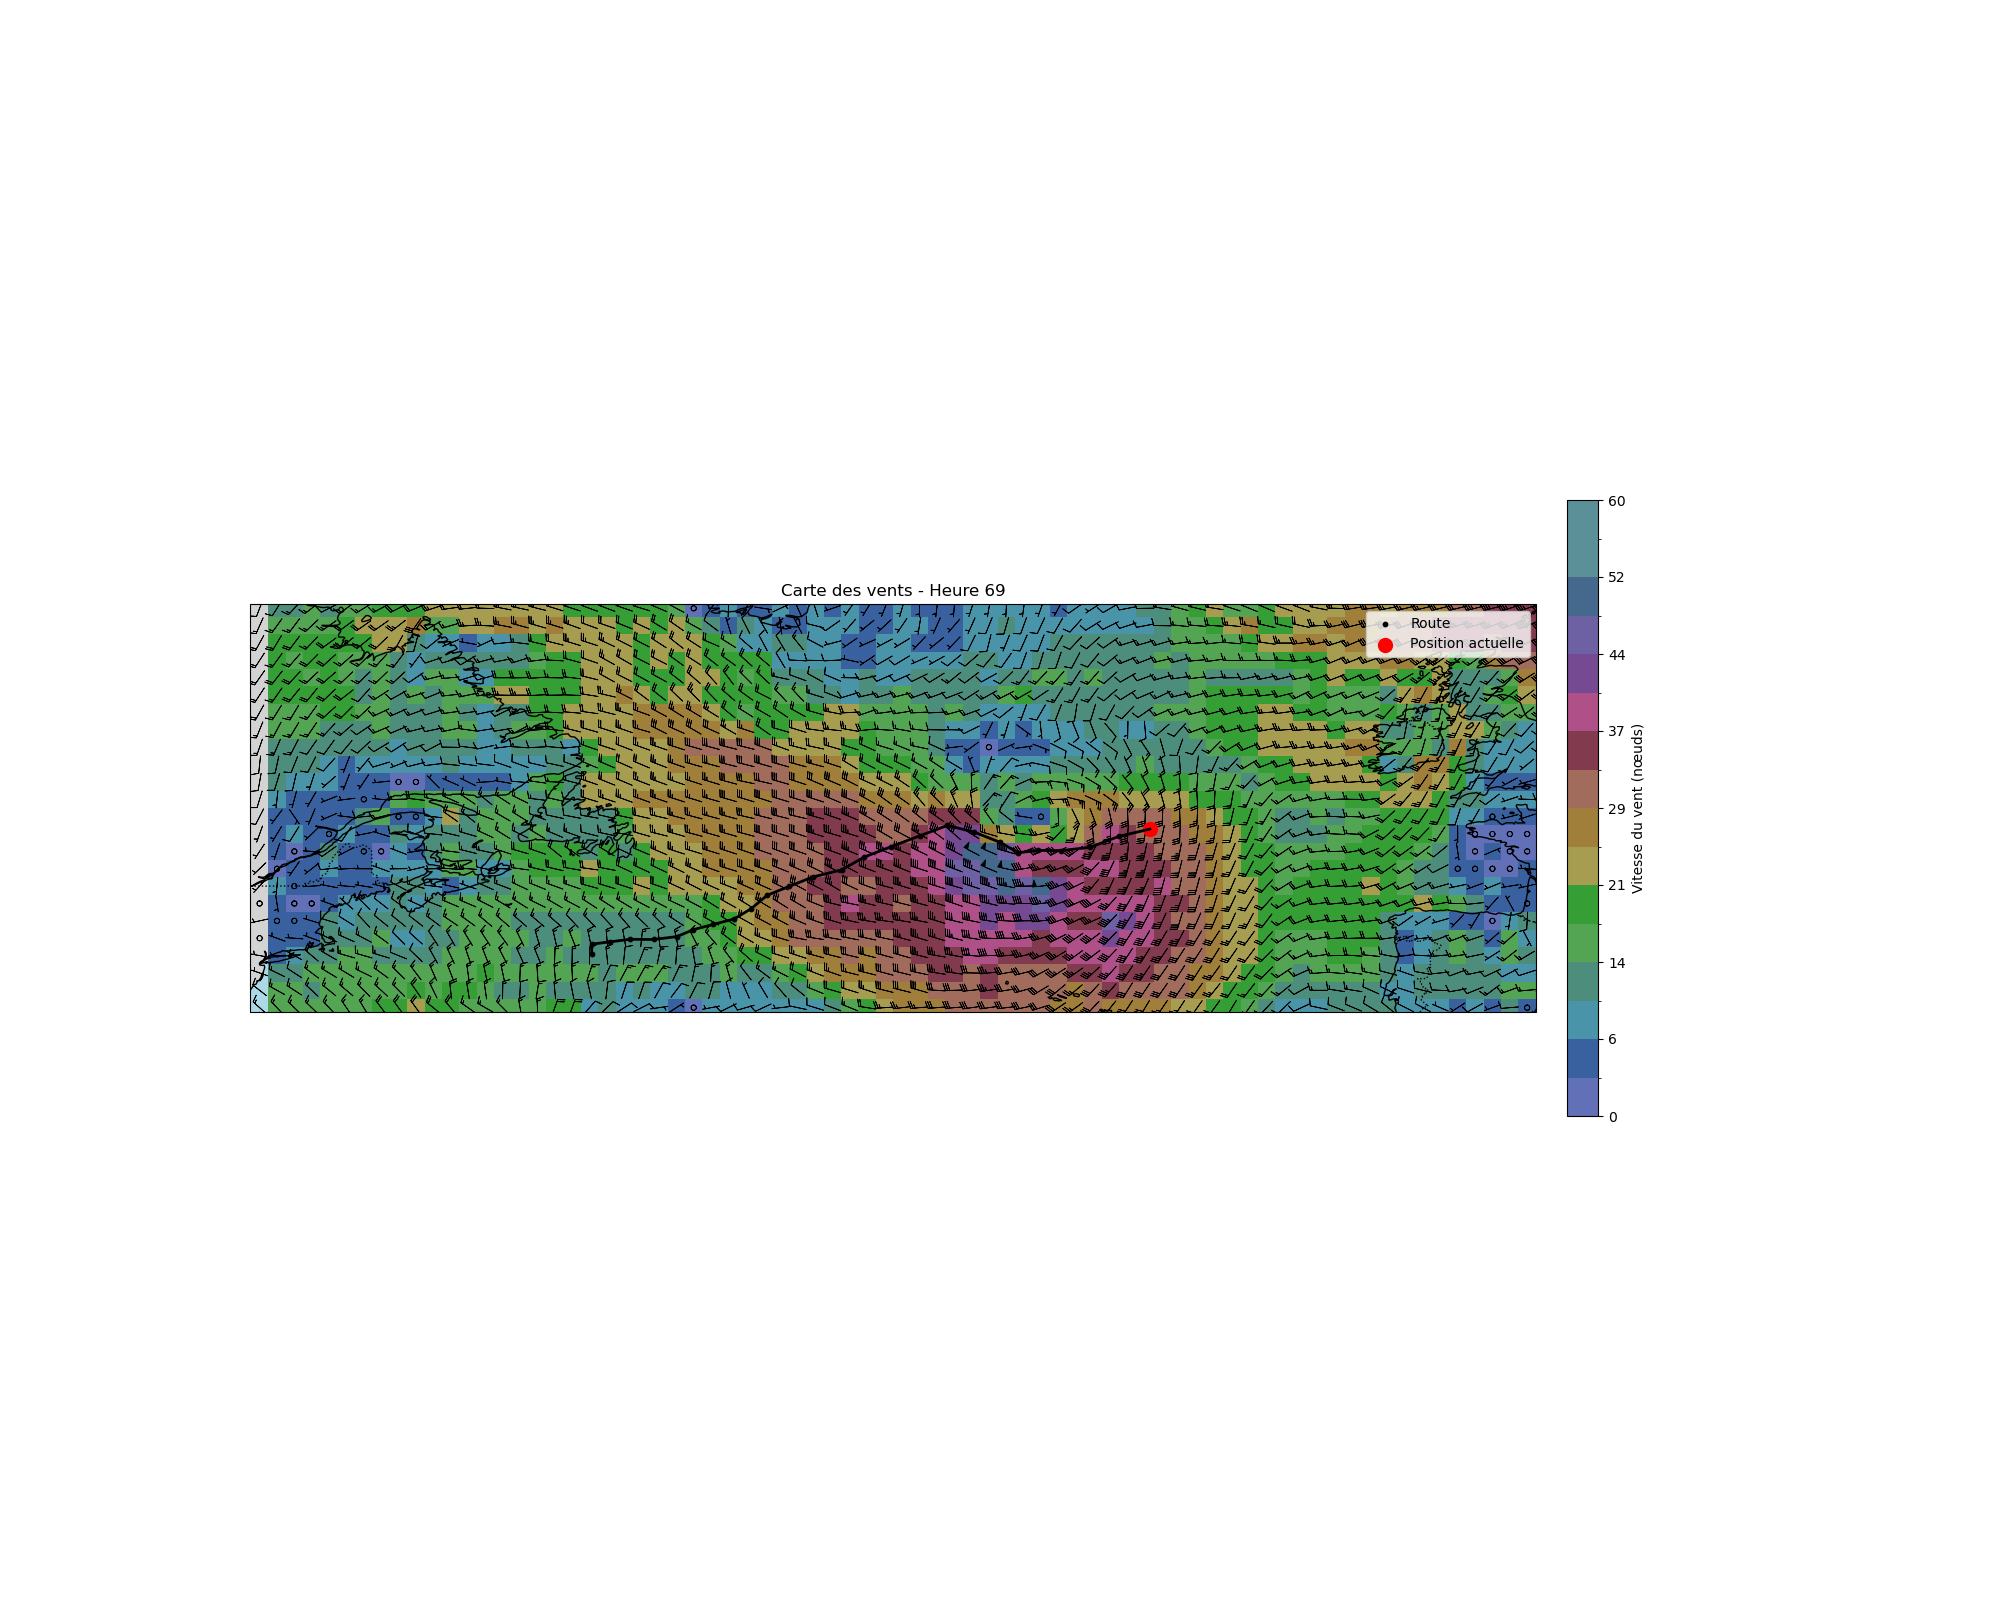 Carte des vents - Heure 69
Route
Position actuelle
60
52
44
37
29
21
14
6
0
Vitesse du vent (nœuds)